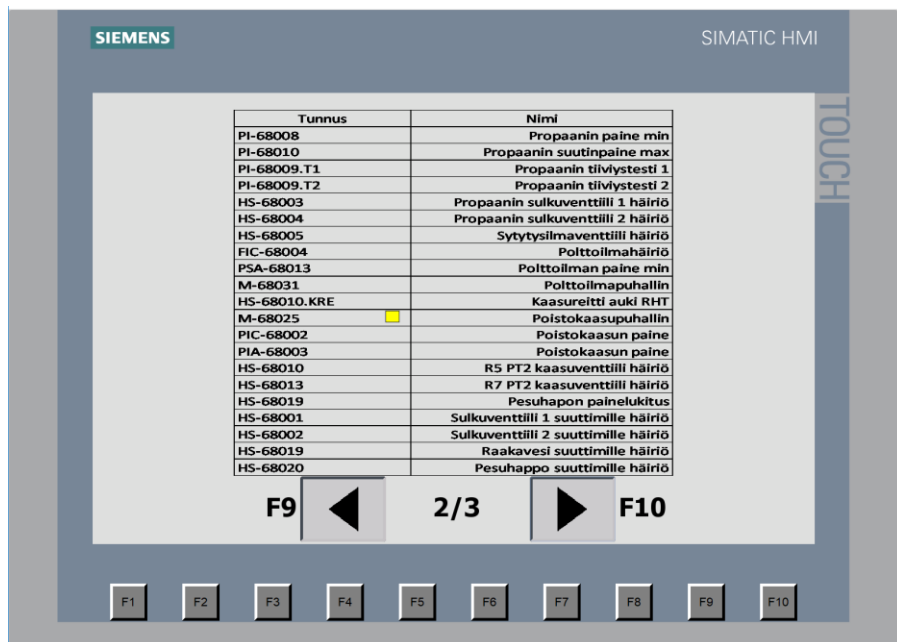 SIEMENS
SIMATIC HMI
TOUCH
Tunnus Nimi
PI-68008 Propaanin paine min
PI-68010 Propaanin suutinpaine max
PI-68009.T1 Propaanin tiiviystesti 1
PI-68009.T2 Propaanin tiiviystesti 2
HS-68003 Propaanin sulkuventtiili 1 häiriö
HS-68004 Propaanin sulkuventtiili 2 häiriö
HS-68005 Sytytysilmaventtiili häiriö
FIC-68004 Polttoilmahäiriö
PSA-68013 Polttoilman paine min
M-68031 Polttoilmapuhallin
HS-68010.KRE Kaasureitti auki RHT
M-68025 Poistokaasupuhallin
PIC-68002 Poistokaasun paine
PIA-68003 Poistokaasun paine
HS-68010 R5 PT2 kaasuventtiili häiriö
HS-68013 R7 PT2 kaasuventtiili häiriö
HS-68019 Pesuhapon painelukitus
HS-68001 Sulkuventtiili 1 suuttimille häiriö
HS-68002 Sulkuventtiili 2 suuttimille häiriö
HS-68019 Raakavesi suuttimille häiriö
HS-68020 Pesuhappo suuttimille häiriö
F9 2/3 F10
F1 F2 F3 F4 F5 F6 F7 F8 F9 F10